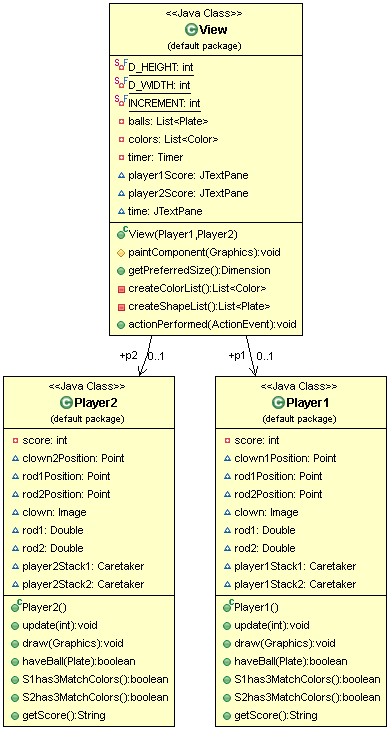 <<Java Class>>
View
(default package)
D_HEIGHT: int
D_WIDTH: int
INCREMENT: int
balls: List<Plate>
colors: List<Color>
timer: Timer
player1Score: JTextPane
player2Score: JTextPane
time: JTextPane
View(Player1,Player2)
paintComponent(Graphics):void
getPreferredSize():Dimension
createColorList():List<Color>
createShapeList():List<Plate>
actionPerformed(ActionEvent):void
+p2 0..1
+p1 0..1
<<Java Class>>
Player2
(default package)
score: int
clown2Position: Point
rod1Position: Point
rod2Position: Point
clown: Image
rod1: Double
rod2: Double
player2Stack1: Caretaker
player2Stack2: Caretaker
Player2()
update(int):void
draw(Graphics):void
haveBall(Plate):boolean
S1has3MatchColors():boolean
S2has3MatchColors():boolean
getScore():String
<<Java Class>>
Player1
(default package)
score: int
clown1Position: Point
rod1Position: Point
rod2Position: Point
clown: Image
rod1: Double
rod2: Double
player1Stack1: Caretaker
player1Stack2: Caretaker
Player1()
update(int):void
draw(Graphics):void
haveBall(Plate):boolean
S1has3MatchColors():boolean
S2has3MatchColors():boolean
getScore():String